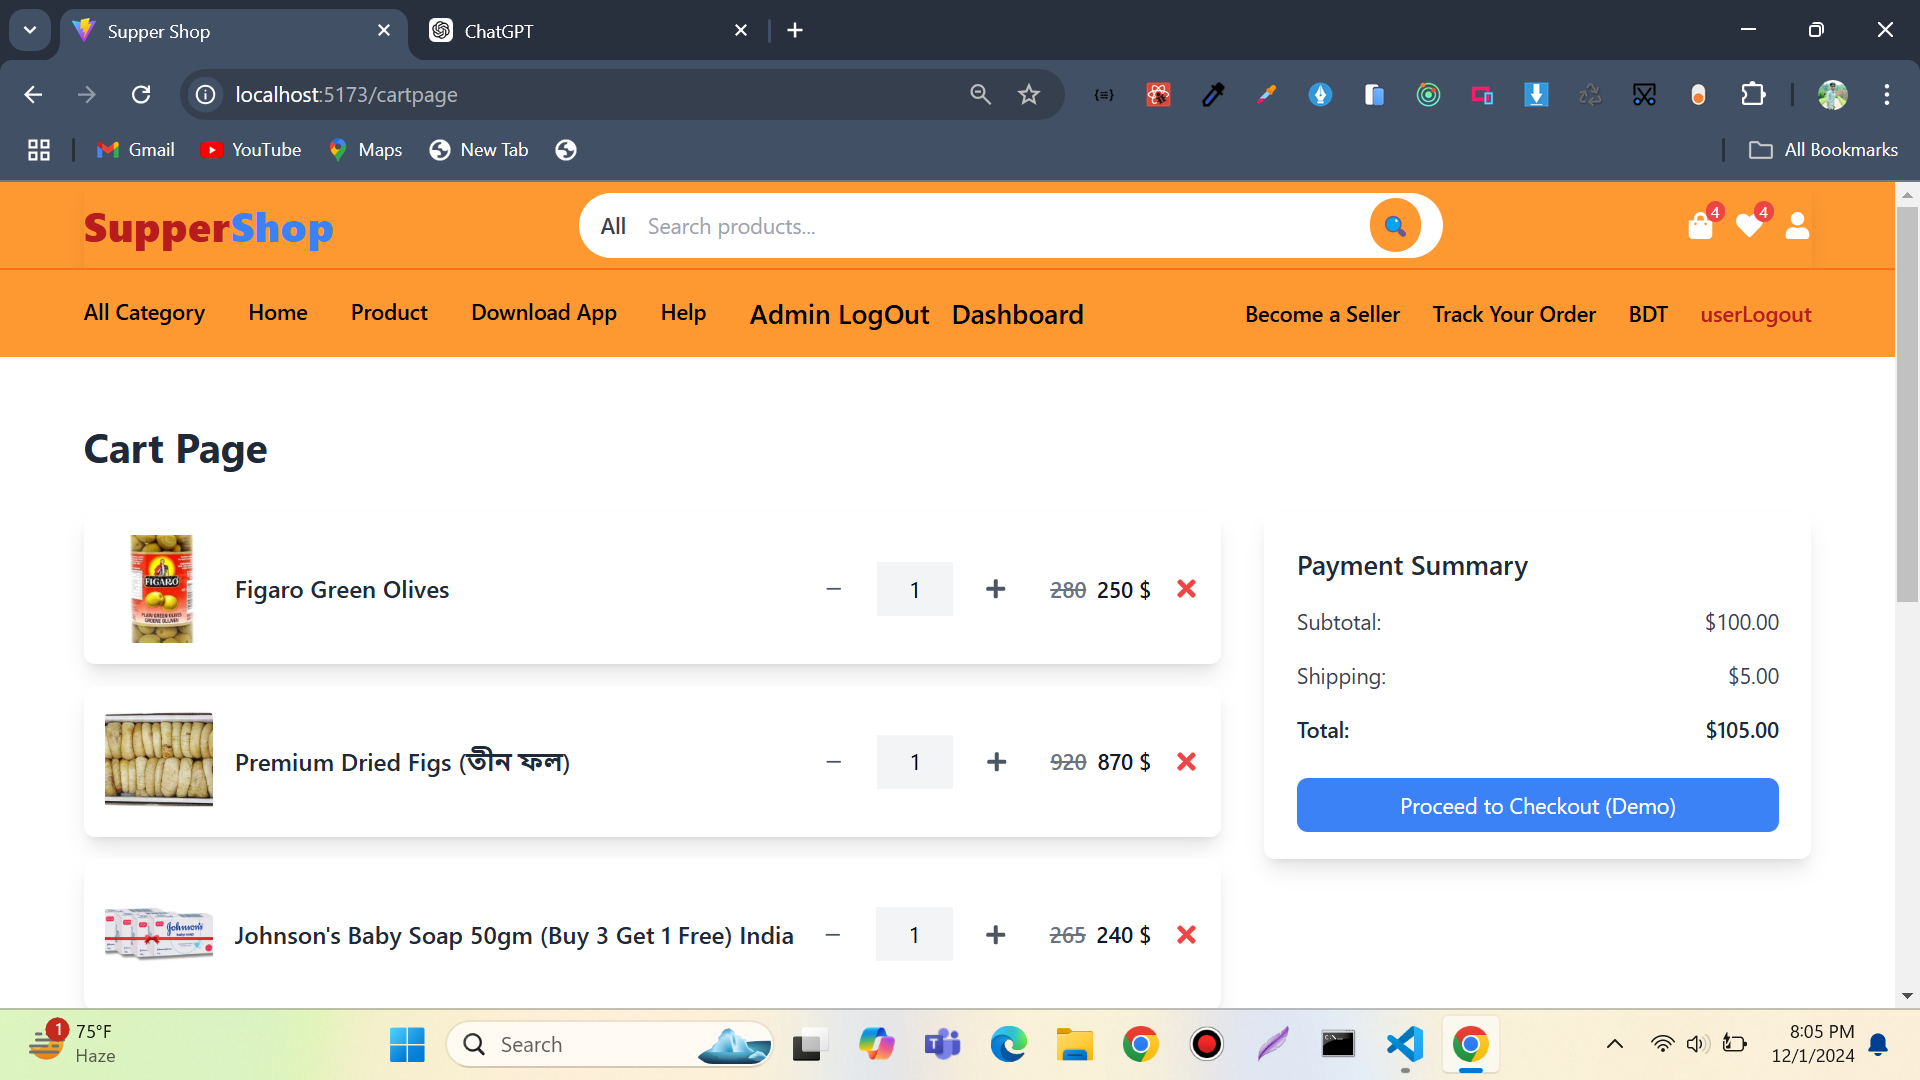 Supper Shop
ChatGPT
localhost:5173/cartpage
Gmail
YouTube
Maps
New Tab
All Bookmarks
SupperShop
All
Search products...
4
4
All Category
Home
Product
Download App
Help
Admin LogOut
Dashboard
Become a Seller
Track Your Order
BDT
userLogout
Cart Page
FIGARO
Figaro Green Olives
1
280 250 $
Premium Dried Figs (তীন ফল)
1
920 870 $
Johnson's
Johnson's Baby Soap 50gm (Buy 3 Get 1 Free) India
1
265 240 $
Payment Summary
Subtotal: $100.00
Shipping: $5.00
Total: $105.00
Proceed to Checkout (Demo)
1
75°F
Haze
Search
8:05 PM
12/1/2024